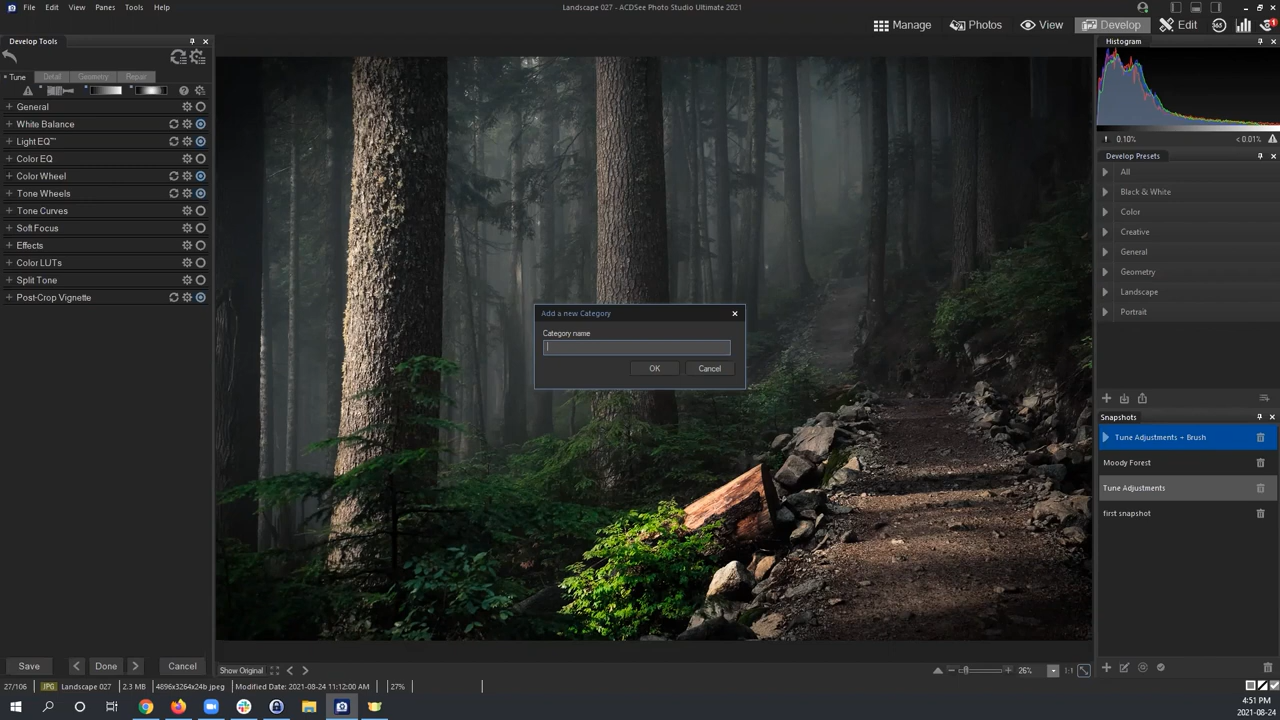 File Edit View Panes Tools Help
Landscape 027 - ACDSee Photo Studio Ultimate 2021
Manage Photos View Develop Edit 365 1
Develop Tools
Tune Detail Geometry Repair
General
White Balance
Light EQ™
Color EQ
Color Wheel
Tone Wheels
Tone Curves
Soft Focus
Effects
Color LUTs
Split Tone
Post-Crop Vignette
Add a new Category
Category name
OK Cancel
Histogram
0.10% < 0.01%
Develop Presets
All
Black & White
Color
Creative
General
Geometry
Landscape
Portrait
Snapshots
Tune Adjustments + Brush
Moody Forest
Tune Adjustments
first snapshot
Save Done Cancel
Show Original
26% 1:1
27/106 JPG Landscape 027 2.3 MB 4896x3264x24b jpeg Modified Date: 2021-08-24 11:12:00 AM 27%
4:51 PM
2021-08-24